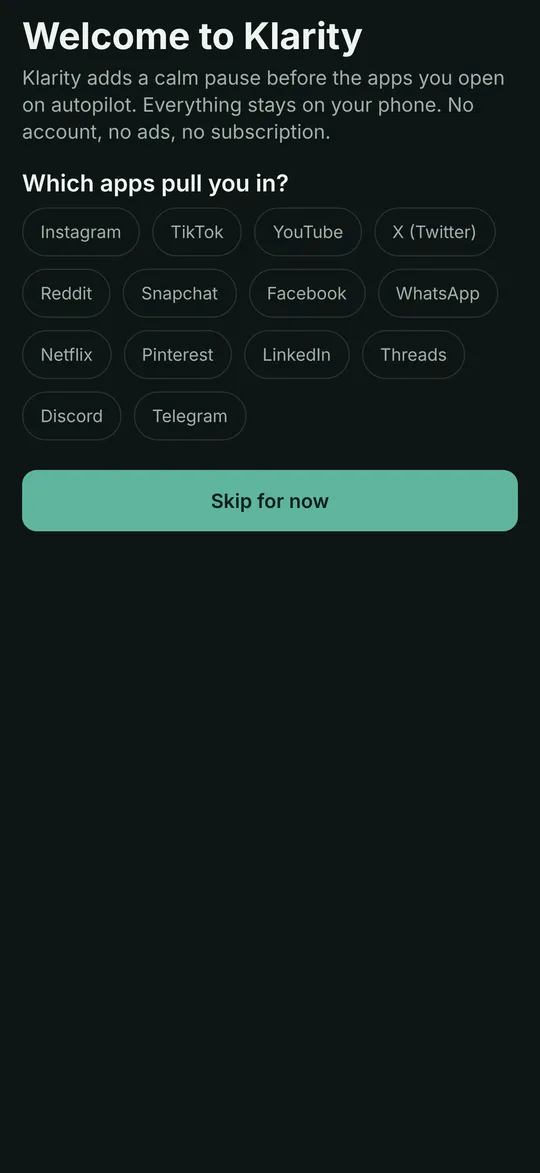 Welcome to Klarity
Klarity adds a calm pause before the apps you open
on autopilot. Everything stays on your phone. No
account, no ads, no subscription.
Which apps pull you in?
Instagram TikTok YouTube X (Twitter)
Reddit Snapchat Facebook WhatsApp
Netflix Pinterest LinkedIn Threads
Discord Telegram
Skip for now